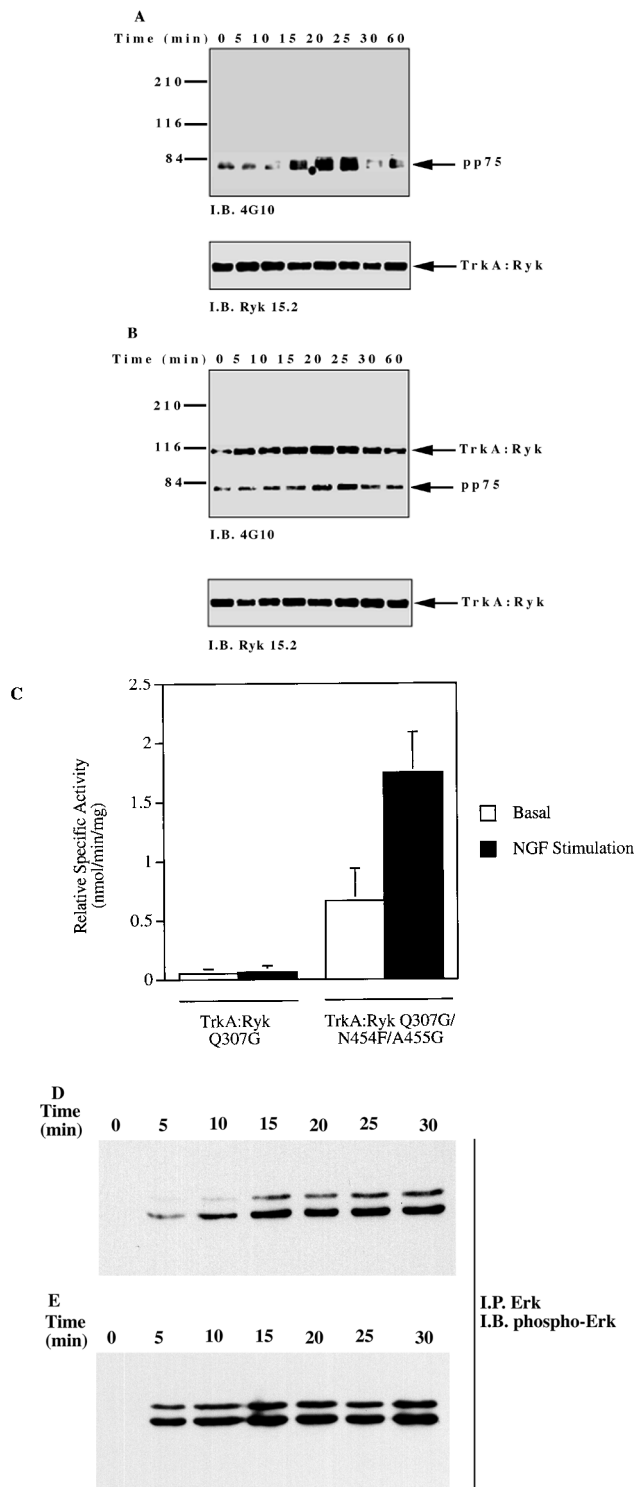 A
Time (min) 0 5 10 15 20 25 30 60
210
116
84
pp75
I.B. 4G10
TrkA:Ryk
I.B. Ryk 15.2
B
Time (min) 0 5 10 15 20 25 30 60
210
116
TrkA:Ryk
84
pp75
I.B. 4G10
TrkA:Ryk
I.B. Ryk 15.2
C
2.5
2
1.5
1
0.5
0
Relative Specific Activity
(nmol/min/mg)
Basal
NGF Stimulation
TrkA:Ryk
Q307G
TrkA:Ryk Q307G/
N454F/A455G
D
Time
(min) 0 5 10 15 20 25 30
E
Time
(min) 0 5 10 15 20 25 30
I.P. Erk
I.B. phospho-Erk